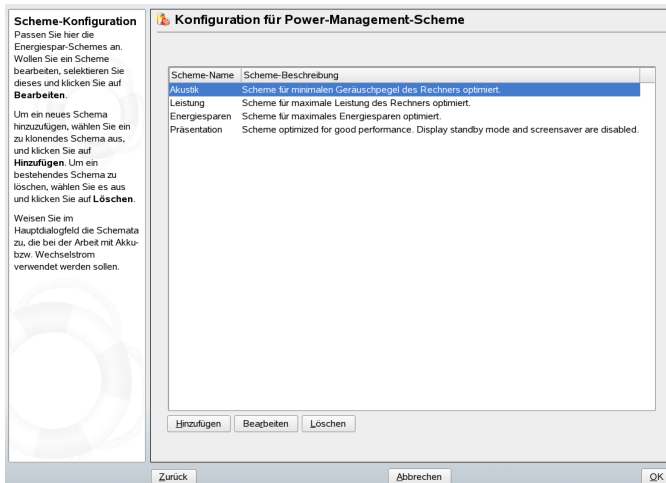 Scheme-Konfiguration
Passen Sie hier die
Energiespar-Schemes an.
Wollen Sie ein Scheme
bearbeiten, selektieren Sie
dieses und klicken Sie auf
Bearbeiten.
Um ein neues Schema
hinzuzufügen, wählen Sie ein
zu klonendes Schema aus,
und klicken Sie auf
Hinzufügen. Um ein
bestehendes Schema zu
löschen, wählen Sie es aus
und klicken Sie auf Löschen.
Weisen Sie im
Hauptdialogfeld die Schemata
zu, die bei der Arbeit mit Akku-
bzw. Wechselstrom
verwendet werden sollen.
Konfiguration für Power-Management-Scheme
Scheme-Name Scheme-Beschreibung
Akustik Scheme für minimalen Geräuschpegel des Rechners optimiert.
Leistung Scheme für maximale Leistung des Rechners optimiert.
Energiesparen Scheme für maximales Energiesparen optimiert.
Präsentation Scheme optimized for good performance. Display standby mode and screensaver are disabled.
Hinzufügen Bearbeiten Löschen
Zurück Abbrechen OK